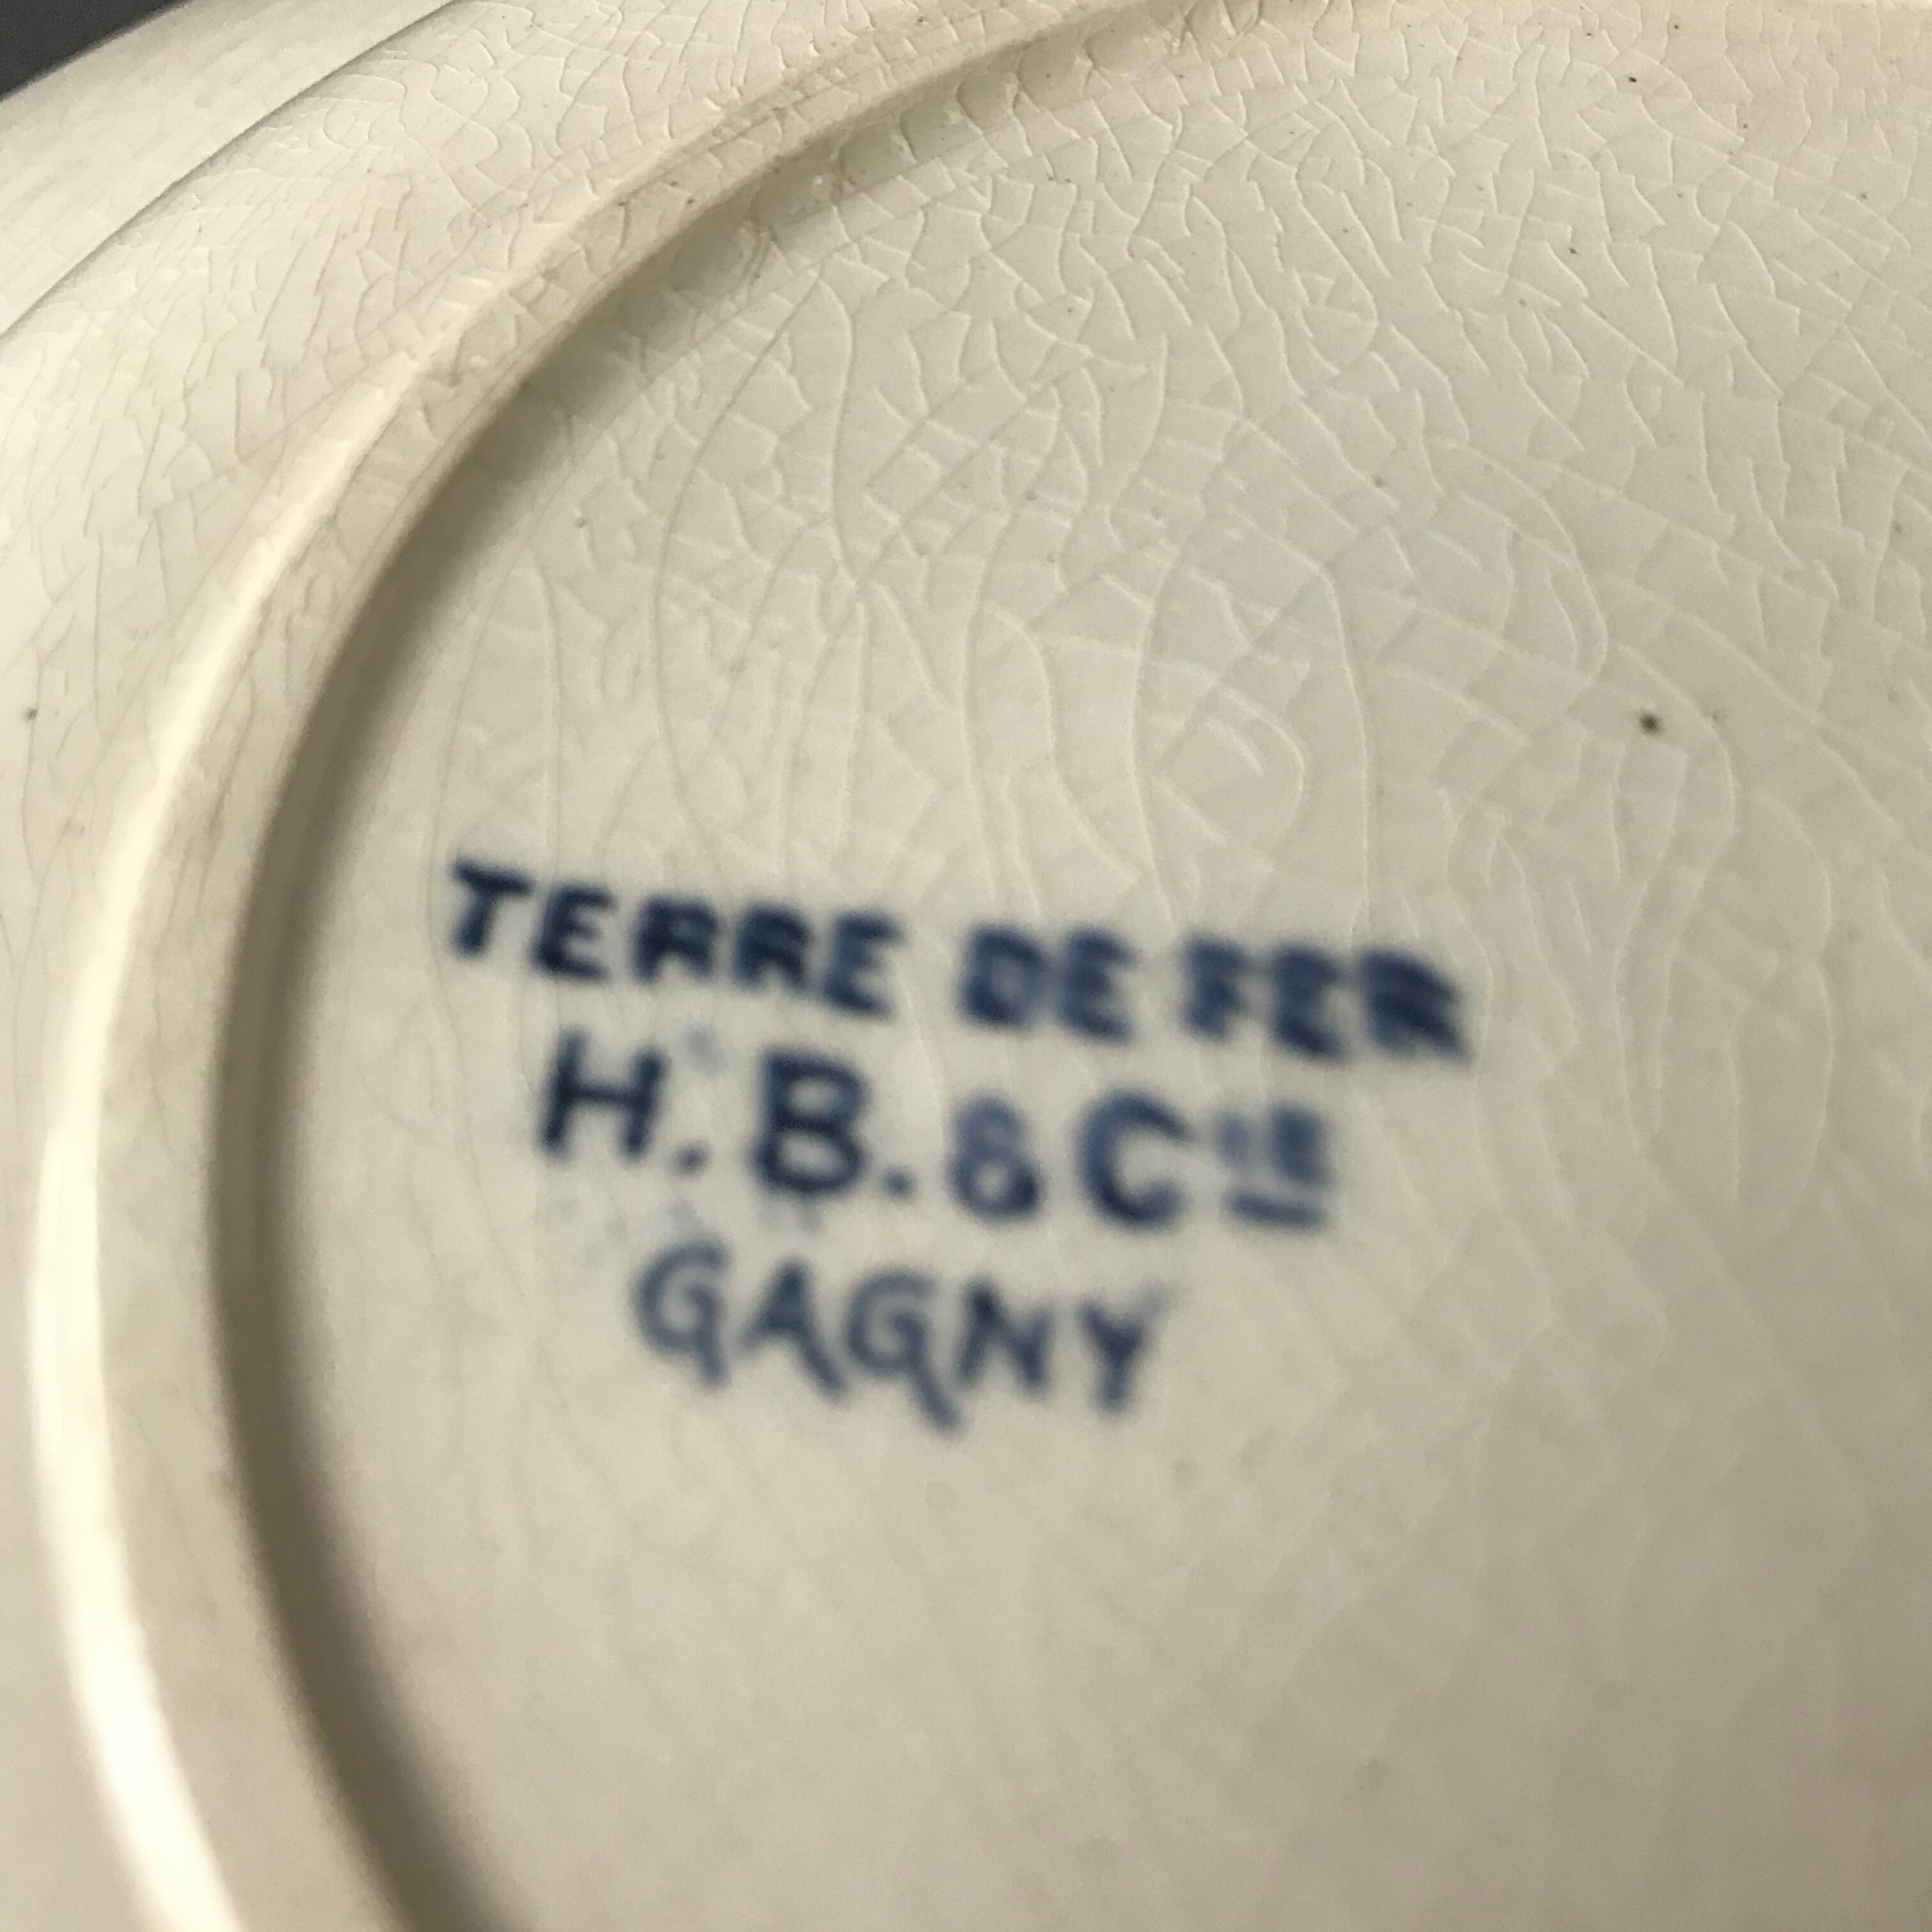 TERRE DE FER
H. B. & Cie
GAGNY